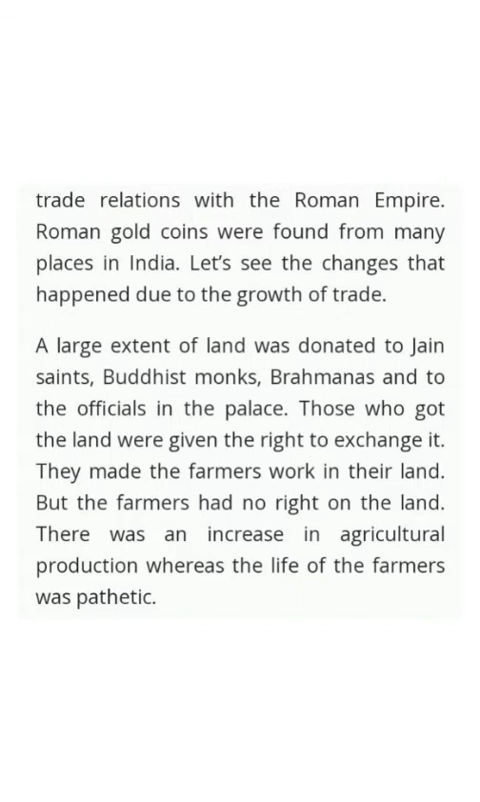 trade relations with the Roman Empire.
Roman gold coins were found from many
places in India. Let’s see the changes that
happened due to the growth of trade.
A large extent of land was donated to Jain
saints, Buddhist monks, Brahmanas and to
the officials in the palace. Those who got
the land were given the right to exchange it.
They made the farmers work in their land.
But the farmers had no right on the land.
There was an increase in agricultural
production whereas the life of the farmers
was pathetic.